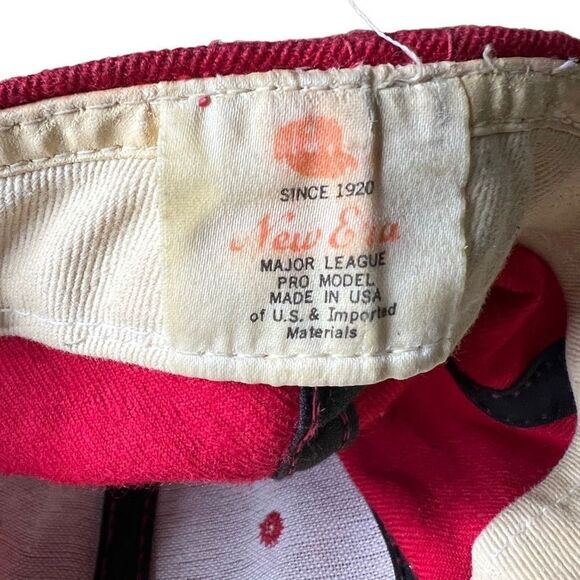 SINCE 1920
New Era
MAJOR LEAGUE
PRO MODEL
MADE IN USA
of U.S. & Imported
Materials